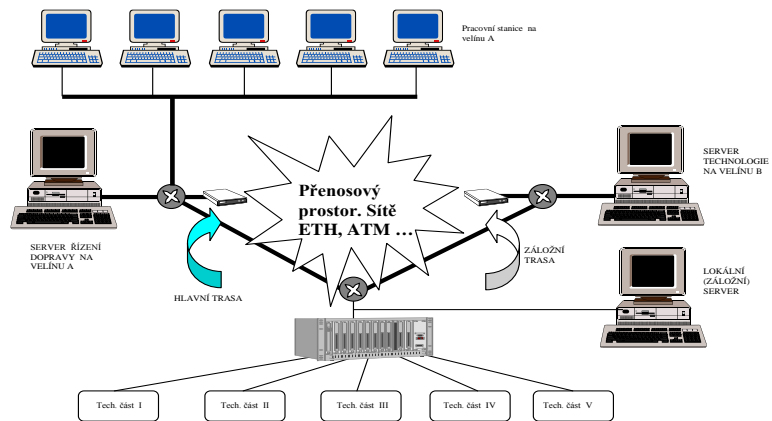 Pracovní stanice na
velínu A
SERVER
TECHNOLOGIE
NA VELÍNU B
Přenosový
prostor. Sítě
ETH, ATM ...
SERVER ŘÍZENÍ
DOPRAVY NA
VELÍNU A
ZÁLOŽNÍ
TRASA
HLAVNÍ TRASA
LOKÁLNÍ
(ZÁLOŽNÍ)
SERVER
Tech. část I
Tech. část II
Tech. část III
Tech. část IV
Tech. část V